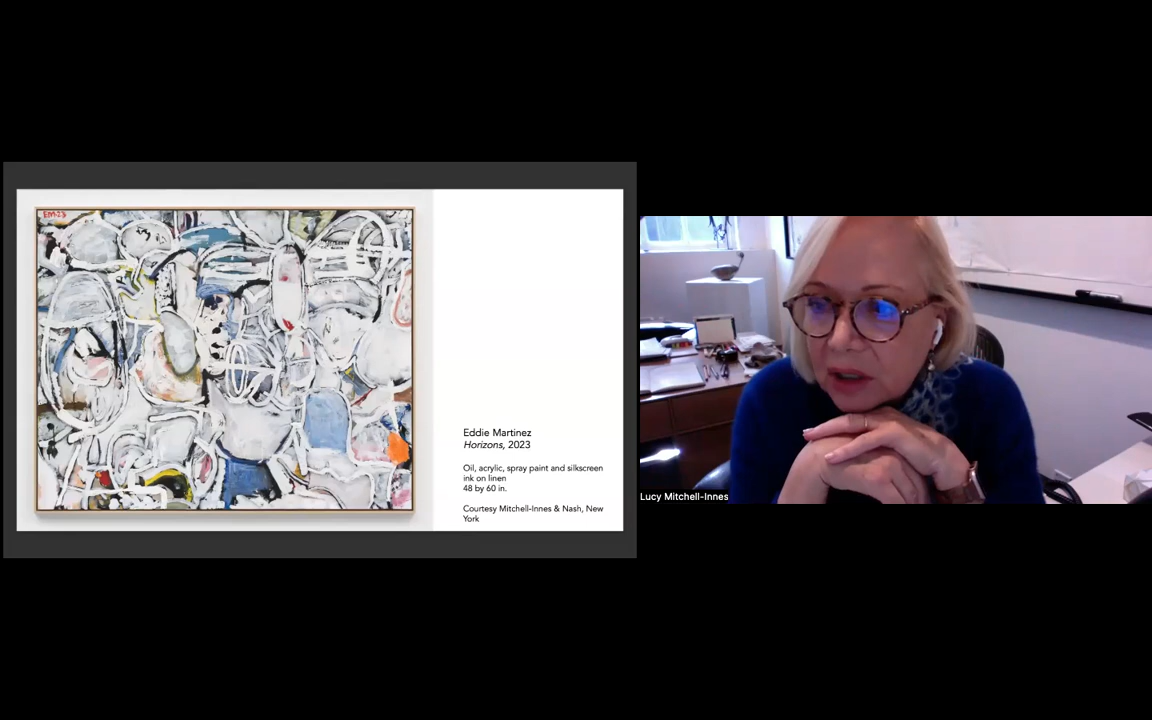 EM-23
Eddie Martinez
Horizons, 2023
Oil, acrylic, spray paint and silkscreen
ink on linen
48 by 60 in.
Courtesy Mitchell-Innes & Nash, New
York
Lucy Mitchell-Innes